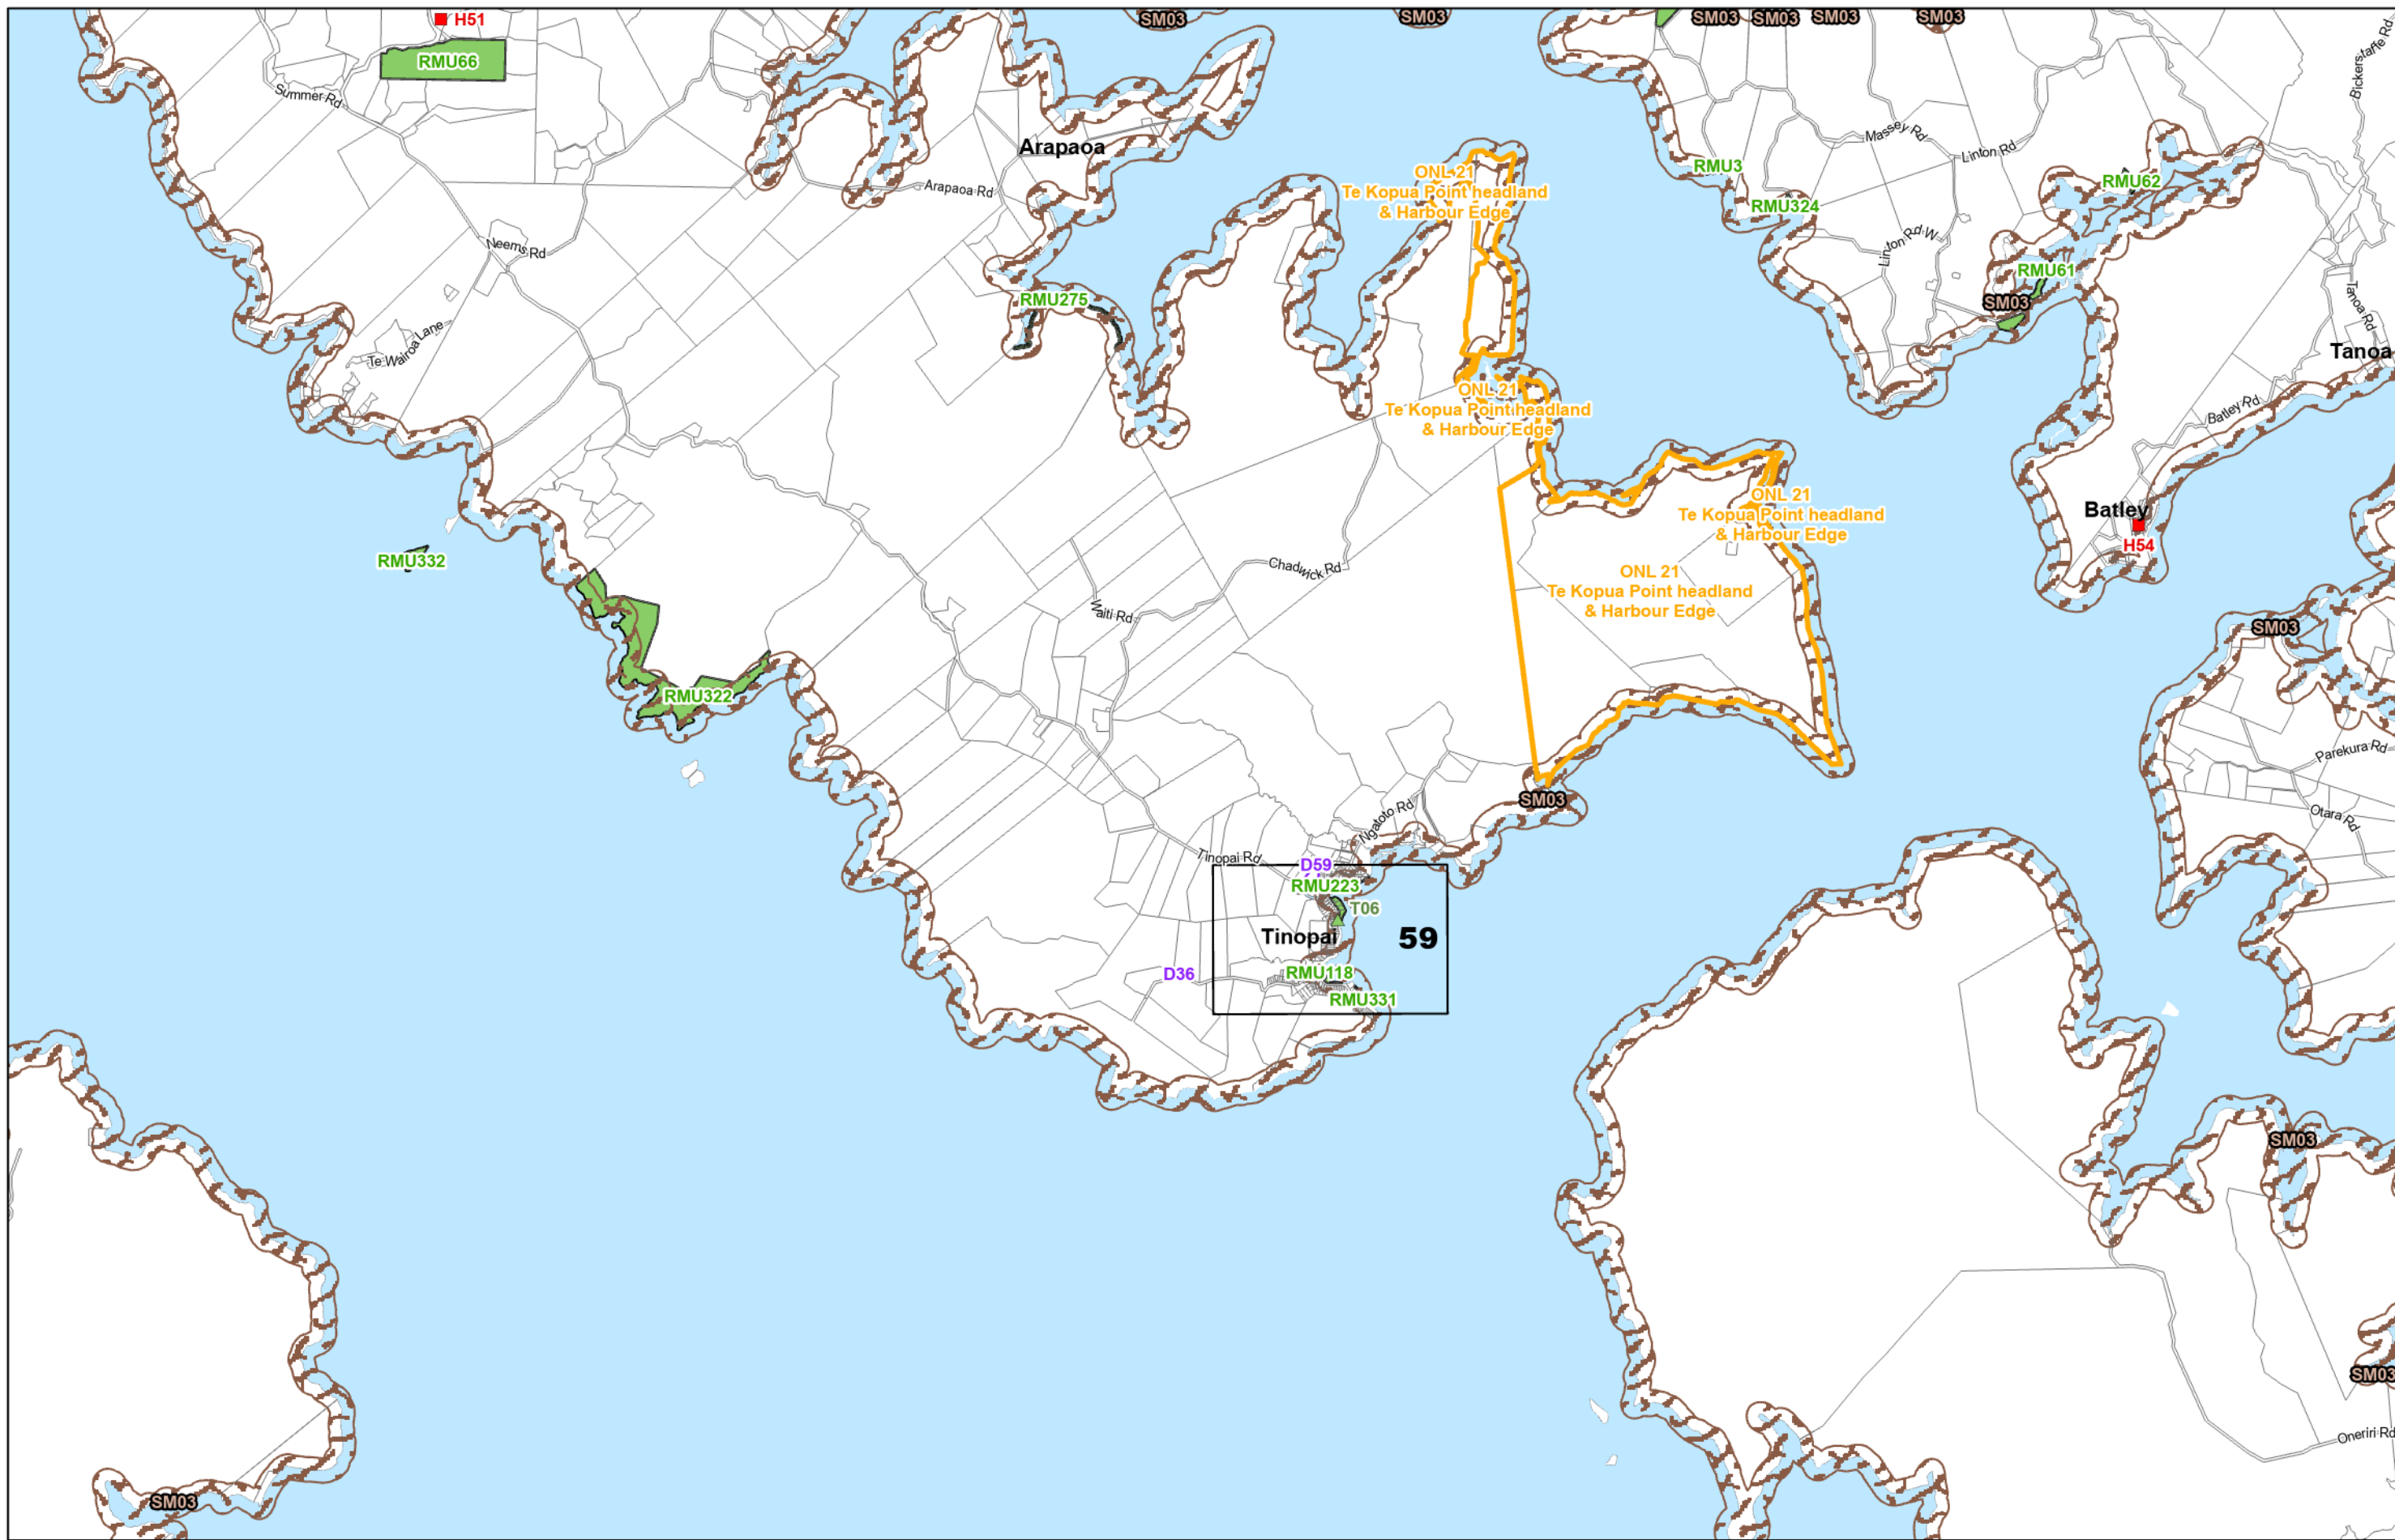 H51
SM03
SM03
SM03
SM03
SM03
SM03
RMU66
Summer Rd
Bickerstaffe Rd
Arapaoa
Massey Rd
Linton Rd
RMU3
RMU62
ONL 21
Te Kopua Point headland
& Harbour Edge
Arapaoa Rd
RMU324
Neems Rd
Linton Rd W
RMU61
SM03
RMU275
Tanoa Rd
Te Wairoa Lane
Tanoa
ONL 21
Te Kopua Point headland
& Harbour Edge
Batley Rd
ONL 21
Te Kopua Point headland
& Harbour Edge
Batley
H54
RMU332
Chadwick Rd
ONL 21
Te Kopua Point headland
& Harbour Edge
Waiti Rd
SM03
RMU322
Parekura Rd
SM03
Otara Rd
Ngatoto Rd
Tinopai Rd
D59
RMU223
T06
Tinopai
59
D36
RMU118
RMU331
SM03
SM03
Oneriri Rd
SM03